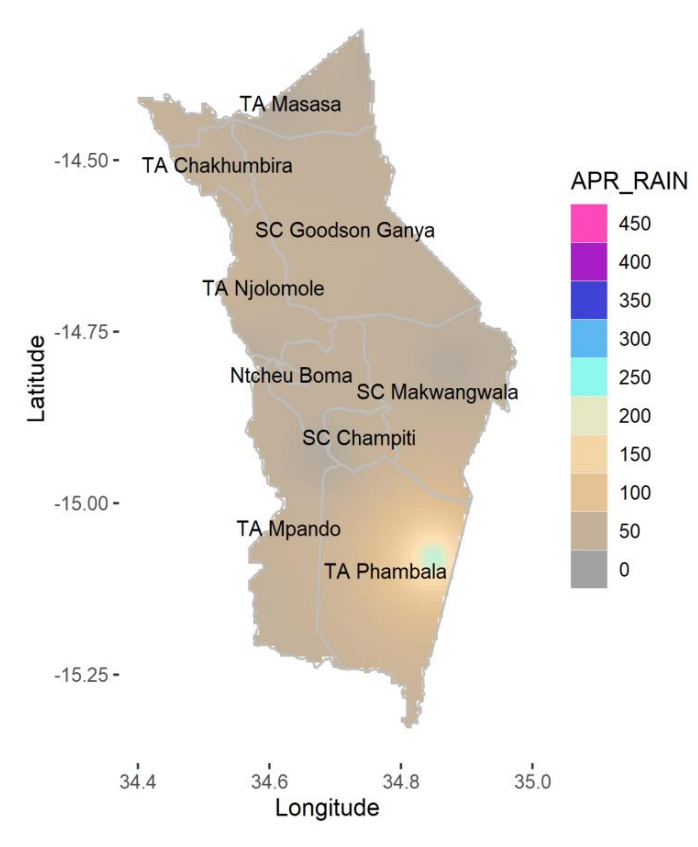 TA Masasa
-14.50
TA Chakhumbira
APR_RAIN
450
SC Goodson Ganya
400
TA Njolomole
350
-14.75
300
Latitude
Ntcheu Boma
250
SC Makwangwala
200
SC Champiti
150
100
-15.00
50
TA Mpando
0
TA Phambala
-15.25
34.4 34.6 34.8 35.0
Longitude